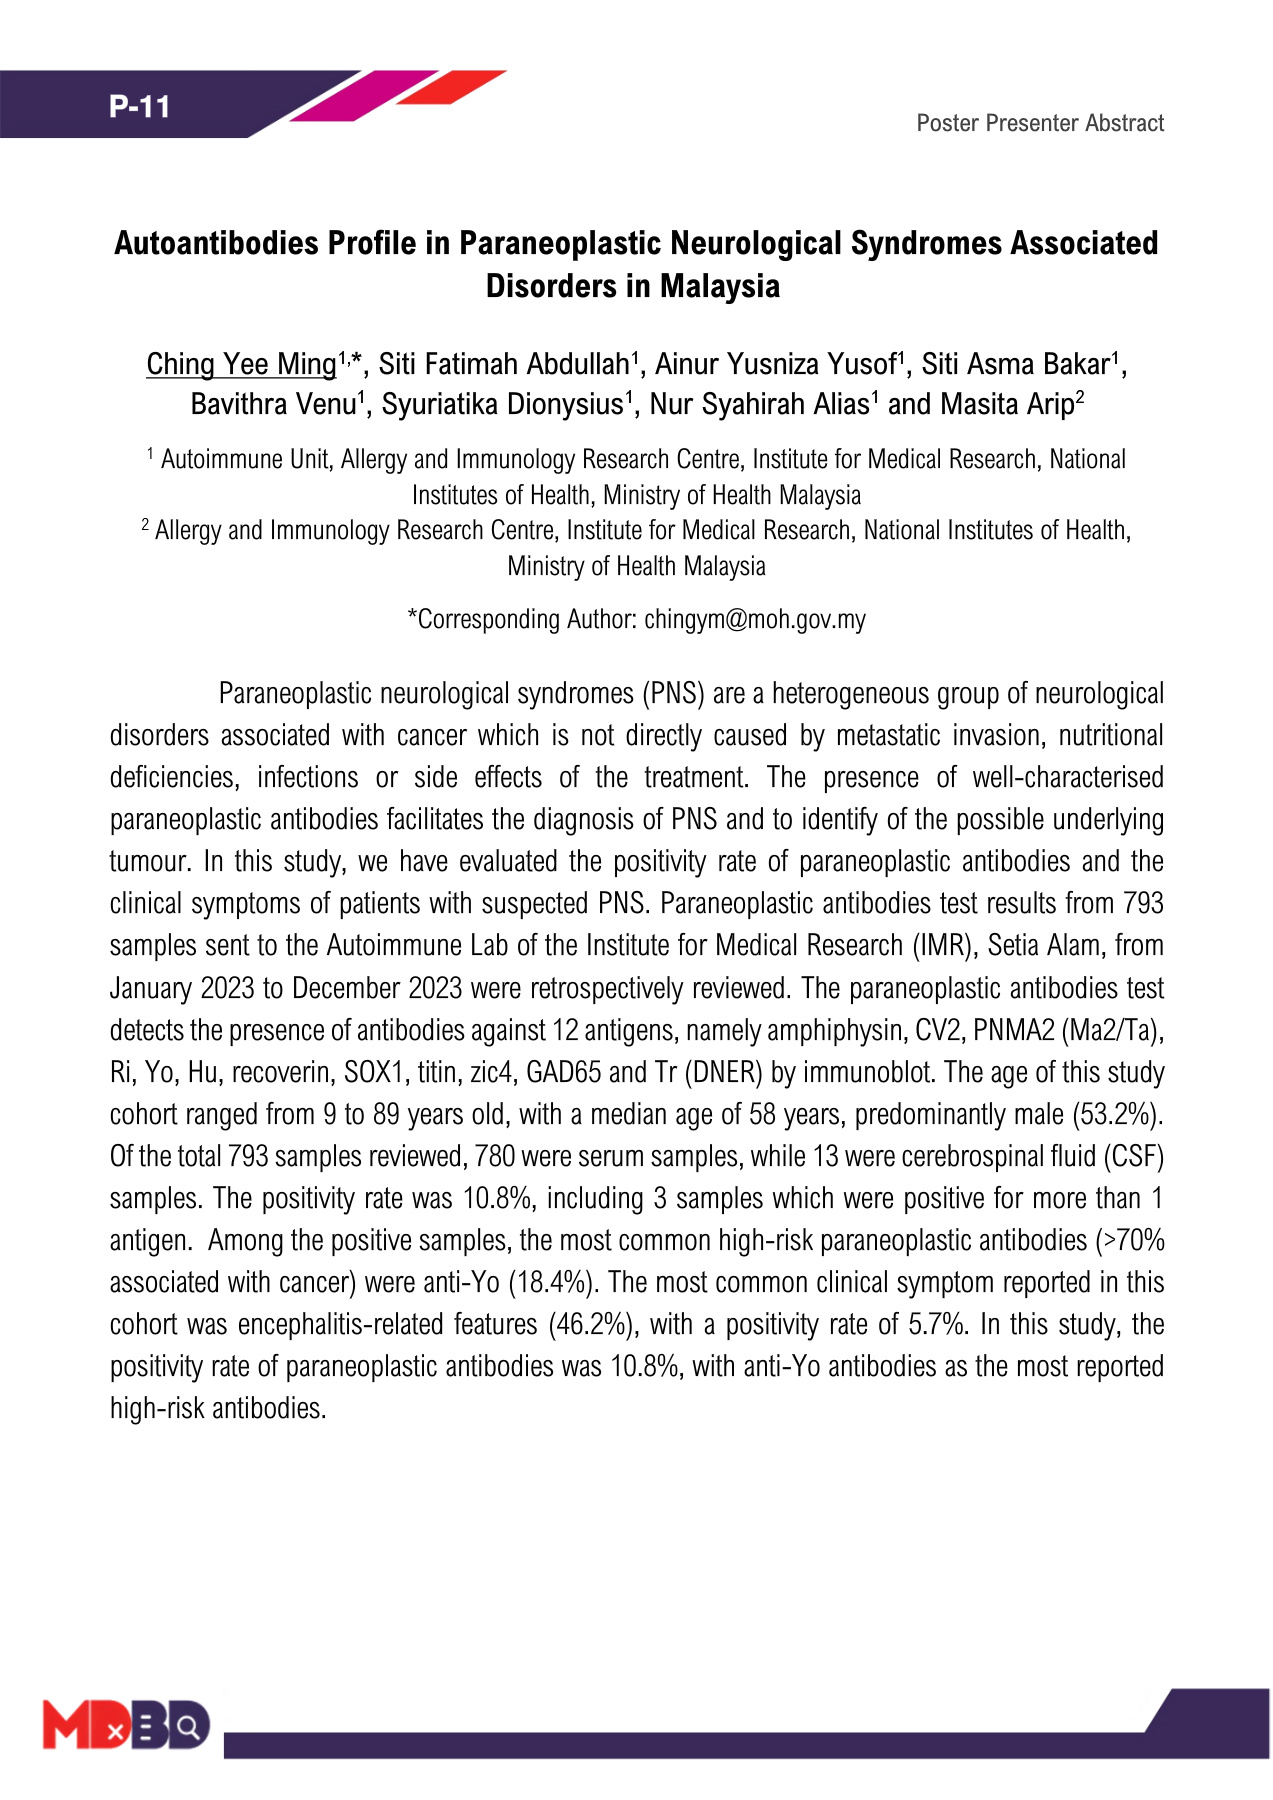 P-11
Poster Presenter Abstract
Autoantibodies Profile in Paraneoplastic Neurological Syndromes Associated
Disorders in Malaysia
Ching Yee Ming¹,*, Siti Fatimah Abdullah¹, Ainur Yusniza Yusof¹, Siti Asma Bakar¹,
Bavithra Venu¹, Syuriatika Dionysius¹, Nur Syahirah Alias¹ and Masita Arip²
¹ Autoimmune Unit, Allergy and Immunology Research Centre, Institute for Medical Research, National
Institutes of Health, Ministry of Health Malaysia
² Allergy and Immunology Research Centre, Institute for Medical Research, National Institutes of Health,
Ministry of Health Malaysia
*Corresponding Author: chingym@moh.gov.my
Paraneoplastic neurological syndromes (PNS) are a heterogeneous group of neurological
disorders associated with cancer which is not directly caused by metastatic invasion, nutritional
deficiencies, infections or side effects of the treatment. The presence of well-characterised
paraneoplastic antibodies facilitates the diagnosis of PNS and to identify of the possible underlying
tumour. In this study, we have evaluated the positivity rate of paraneoplastic antibodies and the
clinical symptoms of patients with suspected PNS. Paraneoplastic antibodies test results from 793
samples sent to the Autoimmune Lab of the Institute for Medical Research (IMR), Setia Alam, from
January 2023 to December 2023 were retrospectively reviewed. The paraneoplastic antibodies test
detects the presence of antibodies against 12 antigens, namely amphiphysin, CV2, PNMA2 (Ma2/Ta),
Ri, Yo, Hu, recoverin, SOX1, titin, zic4, GAD65 and Tr (DNER) by immunoblot. The age of this study
cohort ranged from 9 to 89 years old, with a median age of 58 years, predominantly male (53.2%).
Of the total 793 samples reviewed, 780 were serum samples, while 13 were cerebrospinal fluid (CSF)
samples. The positivity rate was 10.8%, including 3 samples which were positive for more than 1
antigen. Among the positive samples, the most common high-risk paraneoplastic antibodies (>70%
associated with cancer) were anti-Yo (18.4%). The most common clinical symptom reported in this
cohort was encephalitis-related features (46.2%), with a positivity rate of 5.7%. In this study, the
positivity rate of paraneoplastic antibodies was 10.8%, with anti-Yo antibodies as the most reported
high-risk antibodies.
MDxBD